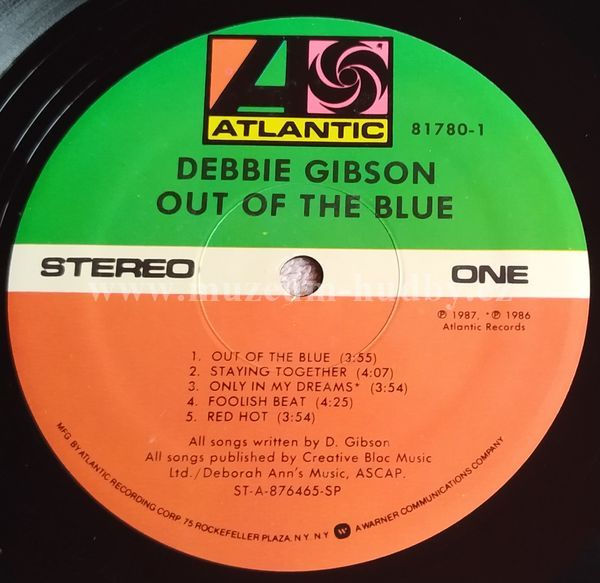 ATLANTIC
81780-1
DEBBIE GIBSON
OUT OF THE BLUE
STEREO
ONE
www.muzeum-hudby.cz
℗ 1987, *℗ 1986
Atlantic Records
1. OUT OF THE BLUE (3:55)
2. STAYING TOGETHER (4:07)
3. ONLY IN MY DREAMS* (3:54)
4. FOOLISH BEAT (4:25)
5. RED HOT (3:54)
All songs written by D. Gibson
All songs published by Creative Bloc Music
Ltd./Deborah Ann's Music, ASCAP.
ST-A-876465-SP
MFG BY ATLANTIC RECORDING CORP 75 ROCKEFELLER PLAZA, N.Y. N.Y. A WARNER COMMUNICATIONS COMPANY